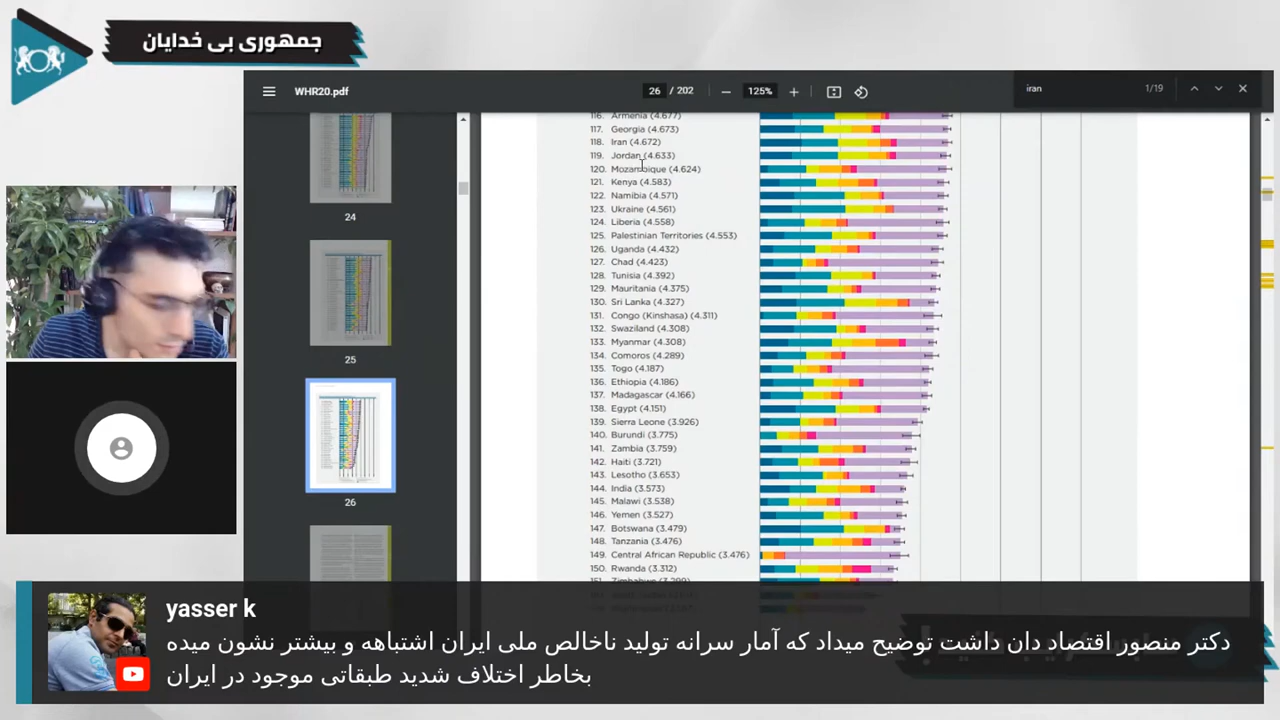 جمهوری بی خدایان
WHR20.pdf
26 / 202
125%
iran
1/19
24
25
26
116. Armenia (4.677)
117. Georgia (4.673)
118. Iran (4.672)
119. Jordan (4.633)
120. Mozambique (4.624)
121. Kenya (4.583)
122. Namibia (4.571)
123. Ukraine (4.561)
124. Liberia (4.558)
125. Palestinian Territories (4.553)
126. Uganda (4.432)
127. Chad (4.423)
128. Tunisia (4.392)
129. Mauritania (4.375)
130. Sri Lanka (4.327)
131. Congo (Kinshasa) (4.311)
132. Swaziland (4.308)
133. Myanmar (4.308)
134. Comoros (4.289)
135. Togo (4.187)
136. Ethiopia (4.186)
137. Madagascar (4.166)
138. Egypt (4.151)
139. Sierra Leone (3.926)
140. Burundi (3.775)
141. Zambia (3.759)
142. Haiti (3.721)
143. Lesotho (3.653)
144. India (3.573)
145. Malawi (3.538)
146. Yemen (3.527)
147. Botswana (3.479)
148. Tanzania (3.476)
149. Central African Republic (3.476)
150. Rwanda (3.312)
151. Zimbabwe (3.299)
yasser k
دکتر منصور اقتصاد دان داشت توضیح میداد که آمار سرانه تولید ناخالص ملی ایران اشتباهه و بیشتر نشون میده
بخاطر اختلاف شدید طبقاتی موجود در ایران